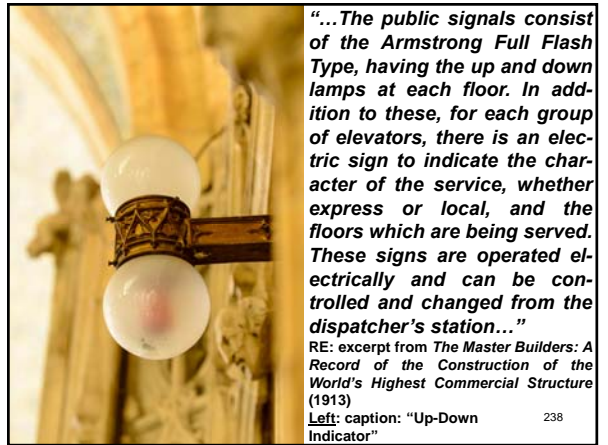 “…The public signals consist
of the Armstrong Full Flash
Type, having the up and down
lamps at each floor. In add-
ition to these, for each group
of elevators, there is an elec-
tric sign to indicate the char-
acter of the service, whether
express or local, and the
floors which are being served.
These signs are operated el-
ectrically and can be con-
trolled and changed from the
dispatcher’s station…”
RE: excerpt from The Master Builders: A
Record of the Construction of the
World’s Highest Commercial Structure
(1913)
Left: caption: “Up-Down
Indicator”
238